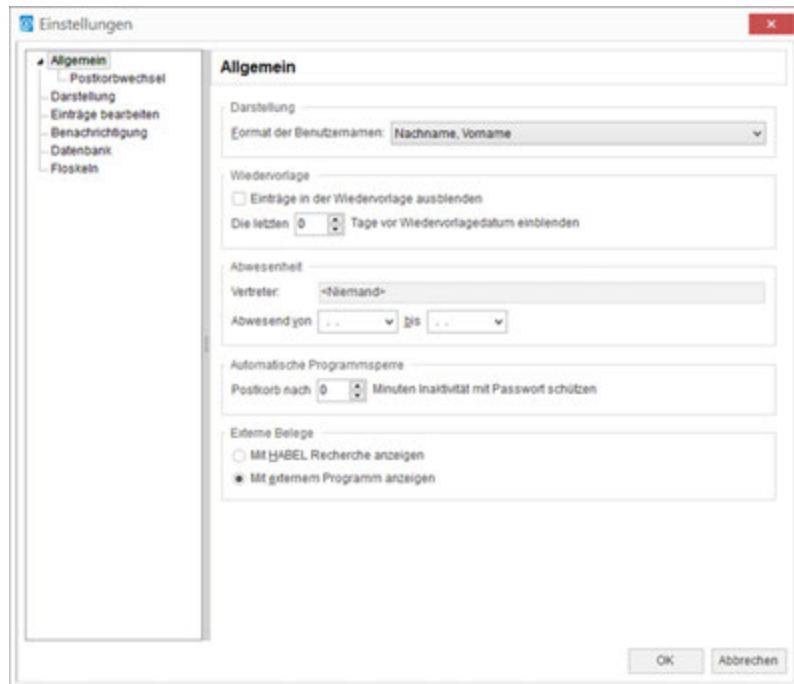 Einstellungen
Allgemein
Postkorbwechsel
Darstellung
Einträge bearbeiten
Benachrichtigung
Datenbank
Floskeln
Allgemein
Darstellung
Format der Benutzernamen: Nachname, Vorname
Wiedervorlage
Einträge in der Wiedervorlage ausblenden
Die letzten 0 Tage vor Wiedervorlagedatum einblenden
Abwesenheit
Vertreter: <Niemand>
Abwesend von . . bis . .
Automatische Programmsperre
Postkorb nach 0 Minuten Inaktivität mit Passwort schützen
Externe Belege
Mit HABEL Recherche anzeigen
Mit externem Programm anzeigen
OK Abbrechen